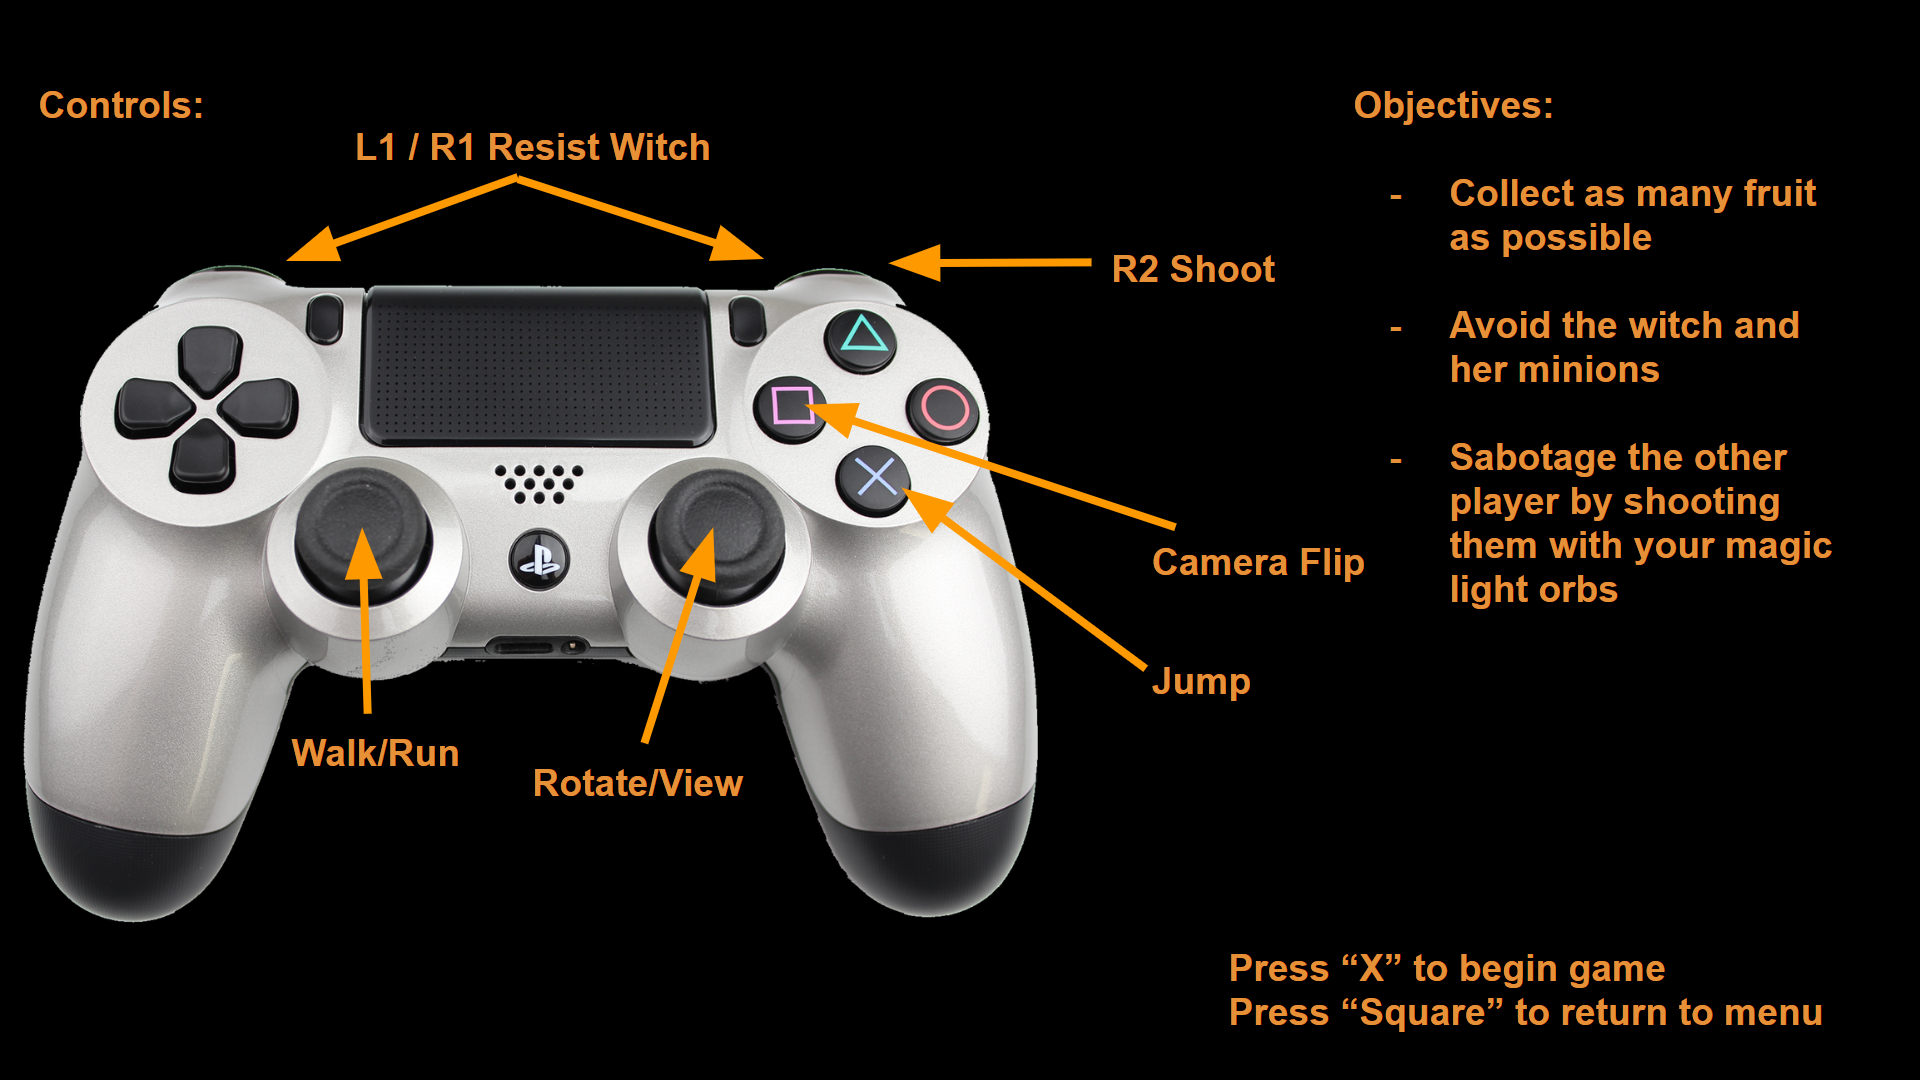 Controls:
L1 / R1 Resist Witch
R2 Shoot
Camera Flip
Jump
Walk/Run
Rotate/View
Objectives:
- Collect as many fruit
as possible
- Avoid the witch and
her minions
- Sabotage the other
player by shooting
them with your magic
light orbs
Press “X” to begin game
Press “Square” to return to menu